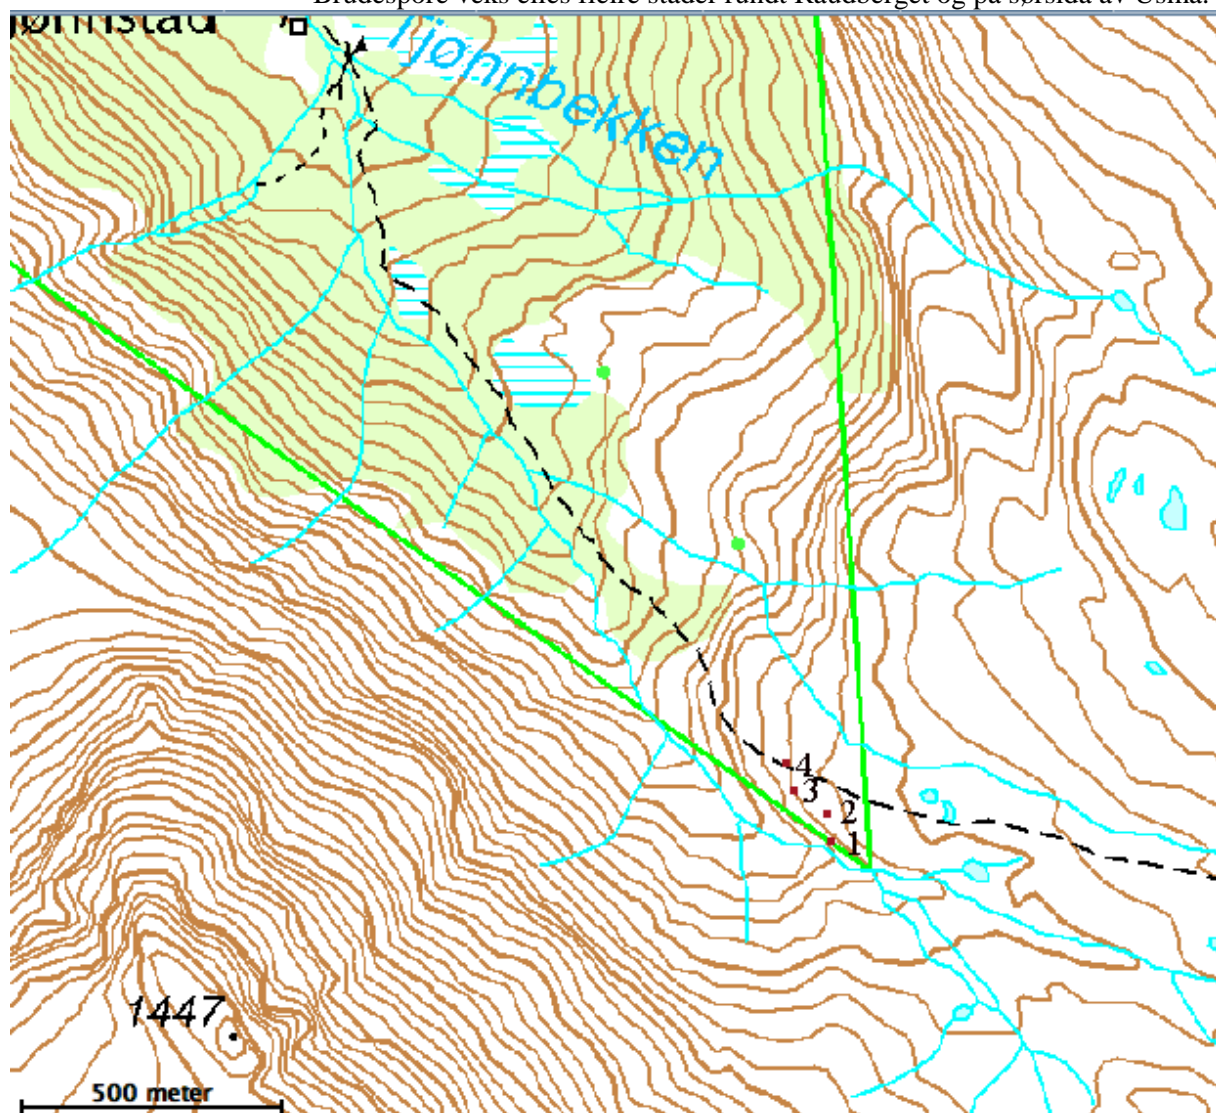 Brudespore veks elles fleire stader rundt Raudberget og på sørsida av Usma.
Tjønnbekken
4
3
2
1
1447
500 meter